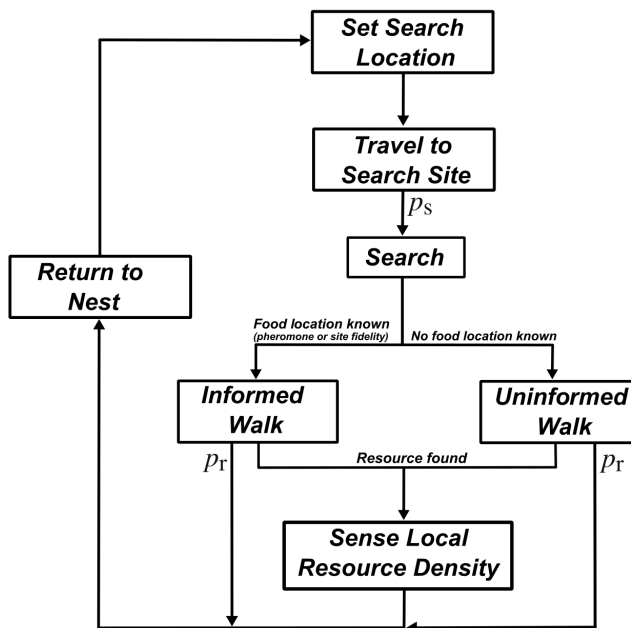 Set Search
Location
Travel to
Search Site
ps
Search
Return to
Nest
Food location known
(pheromone or site fidelity)
No food location known
Informed
Walk
Uninformed
Walk
pr
Resource found
pr
Sense Local
Resource Density